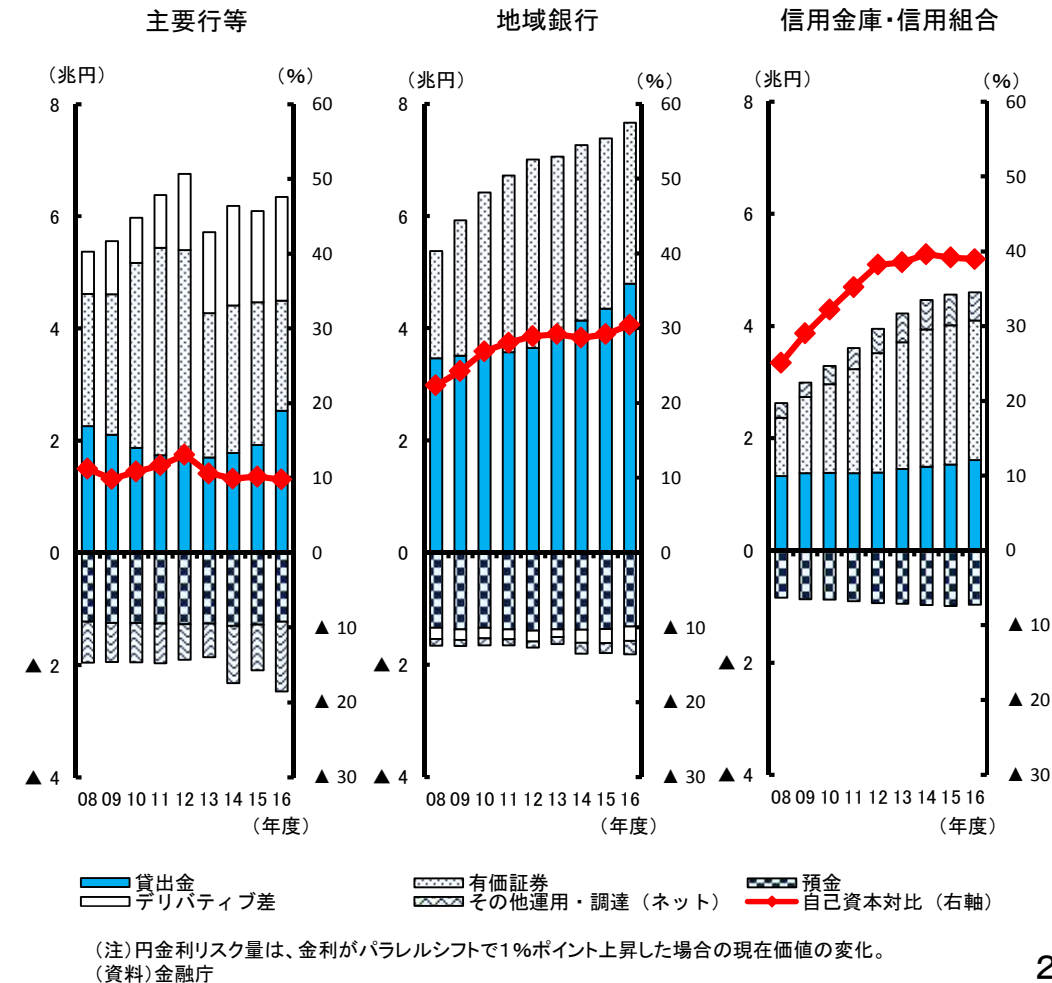 主要行等
地域銀行
信用金庫・信用組合
（兆円）
（%）
8
6
4
2
0
▲ 2
▲ 4
60
50
40
30
20
10
0
▲ 10
▲ 20
▲ 30
08 09 10 11 12 13 14 15 16
（年度）
（兆円）
（%）
8
6
4
2
0
▲ 2
▲ 4
60
50
40
30
20
10
0
▲ 10
▲ 20
▲ 30
08 09 10 11 12 13 14 15 16
（年度）
（兆円）
（%）
8
6
4
2
0
▲ 2
▲ 4
60
50
40
30
20
10
0
▲ 10
▲ 20
▲ 30
08 09 10 11 12 13 14 15 16
（年度）
貸出金
有価証券
預金
デリバティブ差
その他運用・調達（ネット）
自己資本対比（右軸）
（注）円金利リスク量は、金利がパラレルシフトで1％ポイント上昇した場合の現在価値の変化。
（資料）金融庁
2